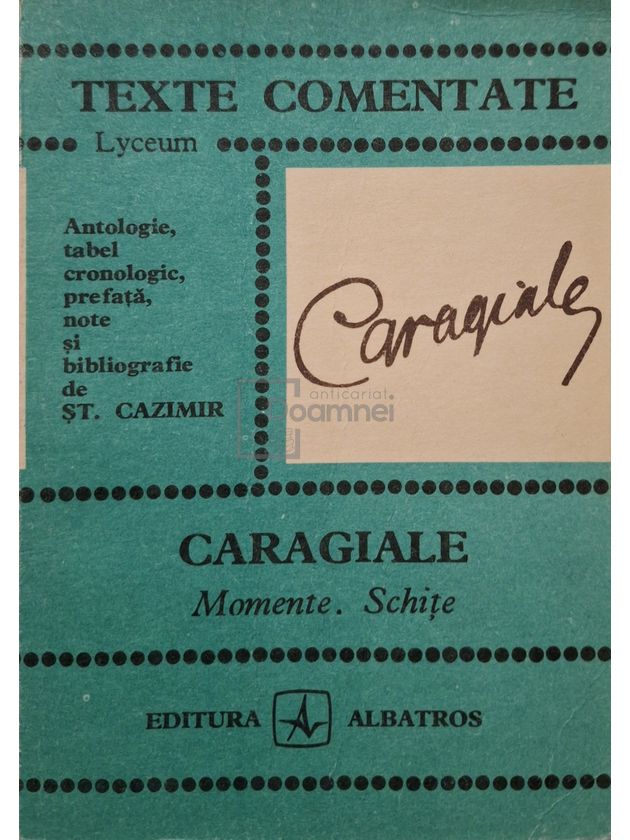 TEXTE COMENTATE
Lyceum
Antologie,
tabel
cronologic,
prefață,
note
și
bibliografie
de
ȘT. CAZIMIR
Caragiale
anticariat
Doamnei
CARAGIALE
Momente. Schițe
EDITURA ALBATROS